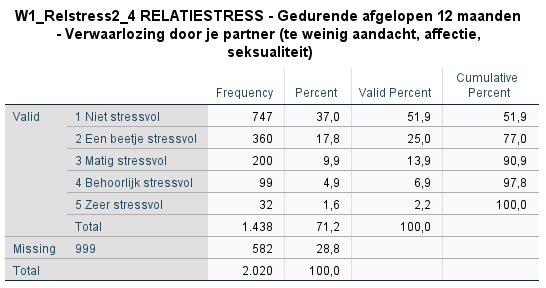 W1_Relstress2_4 RELATIESTRESS - Gedurende afgelopen 12 maanden
- Verwaarlozing door je partner (te weinig aandacht, affectie,
seksualiteit)
Frequency Percent Valid Percent Cumulative Percent
Valid 1 Niet stressvol 747 37,0 51,9 51,9
2 Een beetje stressvol 360 17,8 25,0 77,0
3 Matig stressvol 200 9,9 13,9 90,9
4 Behoorlijk stressvol 99 4,9 6,9 97,8
5 Zeer stressvol 32 1,6 2,2 100,0
Total 1.438 71,2 100,0
Missing 999 582 28,8
Total 2.020 100,0